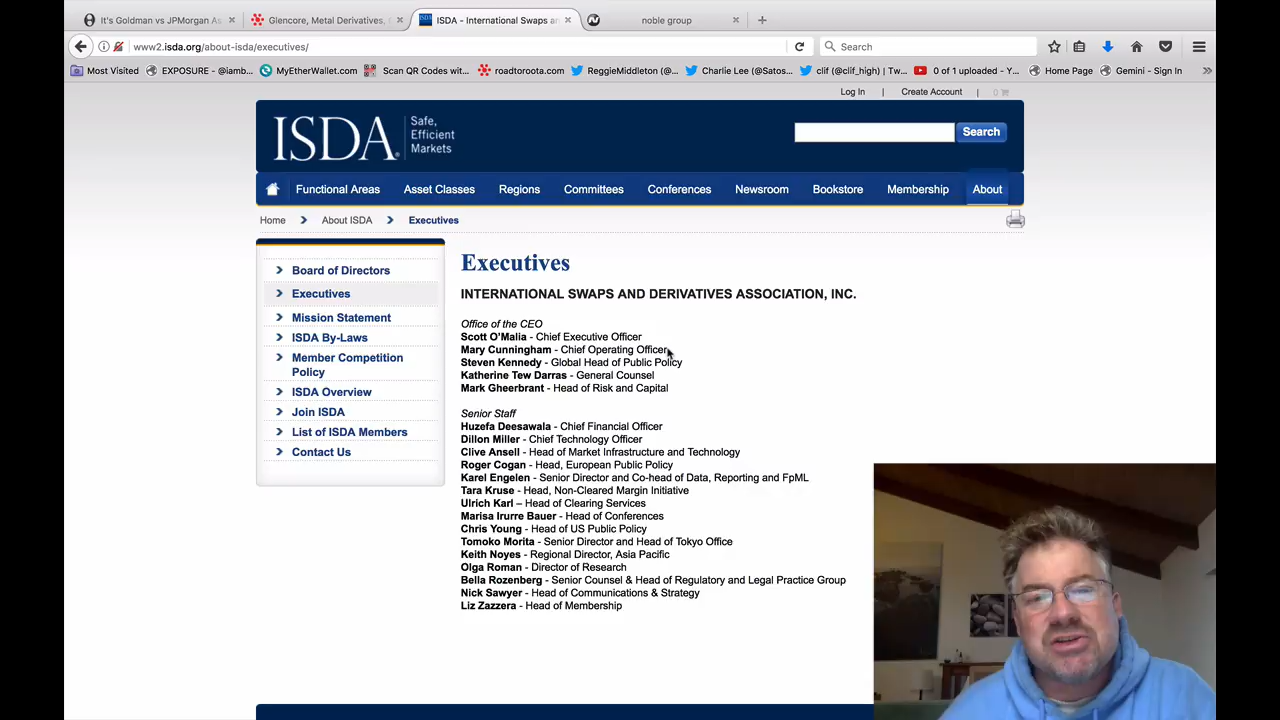 It's Goldman vs JPMorgan As
Glencore, Metal Derivatives,
ISDA - International Swaps an
noble group
www2.isda.org/about-isda/executives/
Search
Most Visited
EXPOSURE - @iamb...
MyEtherWallet.com
Scan QR Codes wit...
roadtoroota.com
ReggieMiddleton (@...
Charlie Lee (@Satos...
clif (@clif_high) | Tw...
0 of 1 uploaded - Y...
Home Page
Gemini - Sign In
Log In | Create Account | 0
ISDA
Safe,
Efficient
Markets
Search
Functional Areas
Asset Classes
Regions
Committees
Conferences
Newsroom
Bookstore
Membership
About
Home
About ISDA
Executives
Board of Directors
Executives
Mission Statement
ISDA By-Laws
Member Competition
Policy
ISDA Overview
Join ISDA
List of ISDA Members
Contact Us
Executives
INTERNATIONAL SWAPS AND DERIVATIVES ASSOCIATION, INC.
Office of the CEO
Scott O'Malia - Chief Executive Officer
Mary Cunningham - Chief Operating Officer
Steven Kennedy - Global Head of Public Policy
Katherine Tew Darras - General Counsel
Mark Gheerbrant - Head of Risk and Capital
Senior Staff
Huzefa Deesawala - Chief Financial Officer
Dillon Miller - Chief Technology Officer
Clive Ansell - Head of Market Infrastructure and Technology
Roger Cogan - Head, European Public Policy
Karel Engelen - Senior Director and Co-head of Data, Reporting and FpML
Tara Kruse - Head, Non-Cleared Margin Initiative
Ulrich Karl – Head of Clearing Services
Marisa Irurre Bauer - Head of Conferences
Chris Young - Head of US Public Policy
Tomoko Morita - Senior Director and Head of Tokyo Office
Keith Noyes - Regional Director, Asia Pacific
Olga Roman - Director of Research
Bella Rozenberg - Senior Counsel & Head of Regulatory and Legal Practice Group
Nick Sawyer - Head of Communications & Strategy
Liz Zazzera - Head of Membership